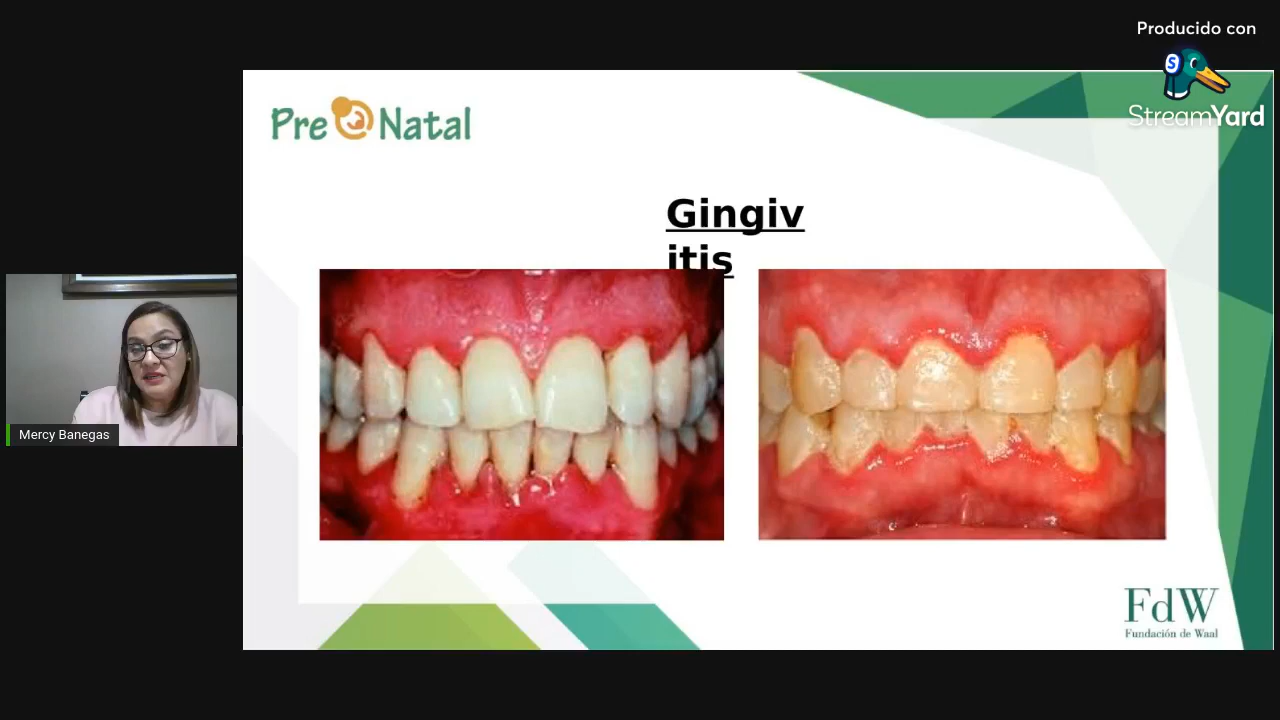 Producido con
StreamYard
Pre Natal
Gingiv
itis
Mercy Banegas
FdW
Fundación de Waal